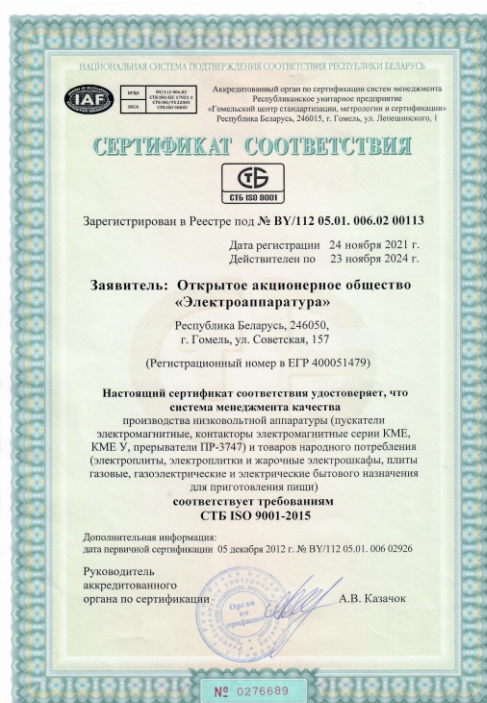 НАЦИОНАЛЬНАЯ СИСТЕМА ПОДТВЕРЖДЕНИЯ СООТВЕТСТВИЯ РЕСПУБЛИКИ БЕЛАРУСЬ
IAF
Аккредитованный орган по сертификации систем менеджмента
Республиканское унитарное предприятие
«Гомельский центр стандартизации, метрологии и сертификации»
Республика Беларусь, 246015, г. Гомель, ул. Лепешинского, 1
СЕРТИФИКАТ СООТВЕТСТВИЯ
СТБ
СТБ ISO 9001
Зарегистрирован в Реестре под № BY/112 05.01. 006.02 00113
Дата регистрации 24 ноября 2021 г.
Действителен по 23 ноября 2024 г.
Заявитель: Открытое акционерное общество
«Электроаппаратура»
Республика Беларусь, 246050,
г. Гомель, ул. Советская, 157
(Регистрационный номер в ЕГР 400051479)
Настоящий сертификат соответствия удостоверяет, что
система менеджмента качества
производства низковольтной аппаратуры (пускатели
электромагнитные, контакторы электромагнитные серии КМЕ,
КМЕ У, прерыватели ПР-3747) и товаров народного потребления
(электроплиты, электроплитки и жарочные электрошкафы, плиты
газовые, газоэлектрические и электрические бытового назначения
для приготовления пищи)
соответствует требованиям
СТБ ISO 9001-2015
Дополнительная информация:
дата первичной сертификации 05 декабря 2012 г. № BY/112 05.01. 006 02926
Руководитель
аккредитованного
органа по сертификации
А.В. Казачок
Орган
по
сертификации
№ 0276689